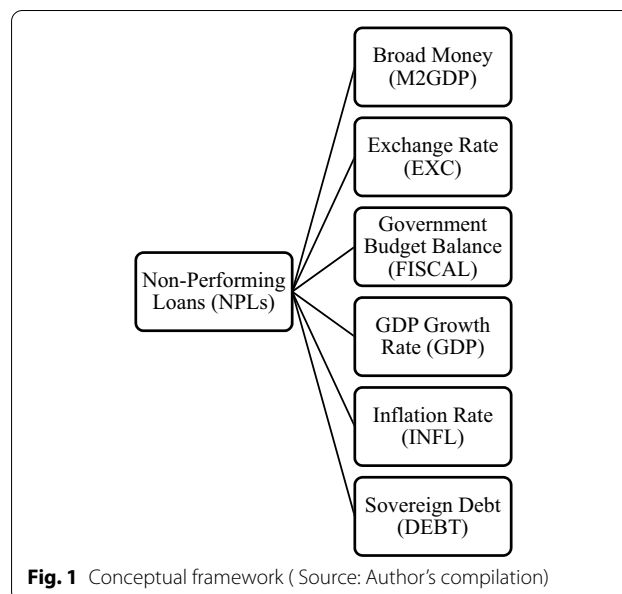 Broad Money
(M2GDP)
Exchange Rate
(EXC)
Government
Budget Balance
(FISCAL)
Non-Performing
Loans (NPLs)
GDP Growth
Rate (GDP)
Inflation Rate
(INFL)
Sovereign Debt
(DEBT)
Fig. 1 Conceptual framework ( Source: Author's compilation)